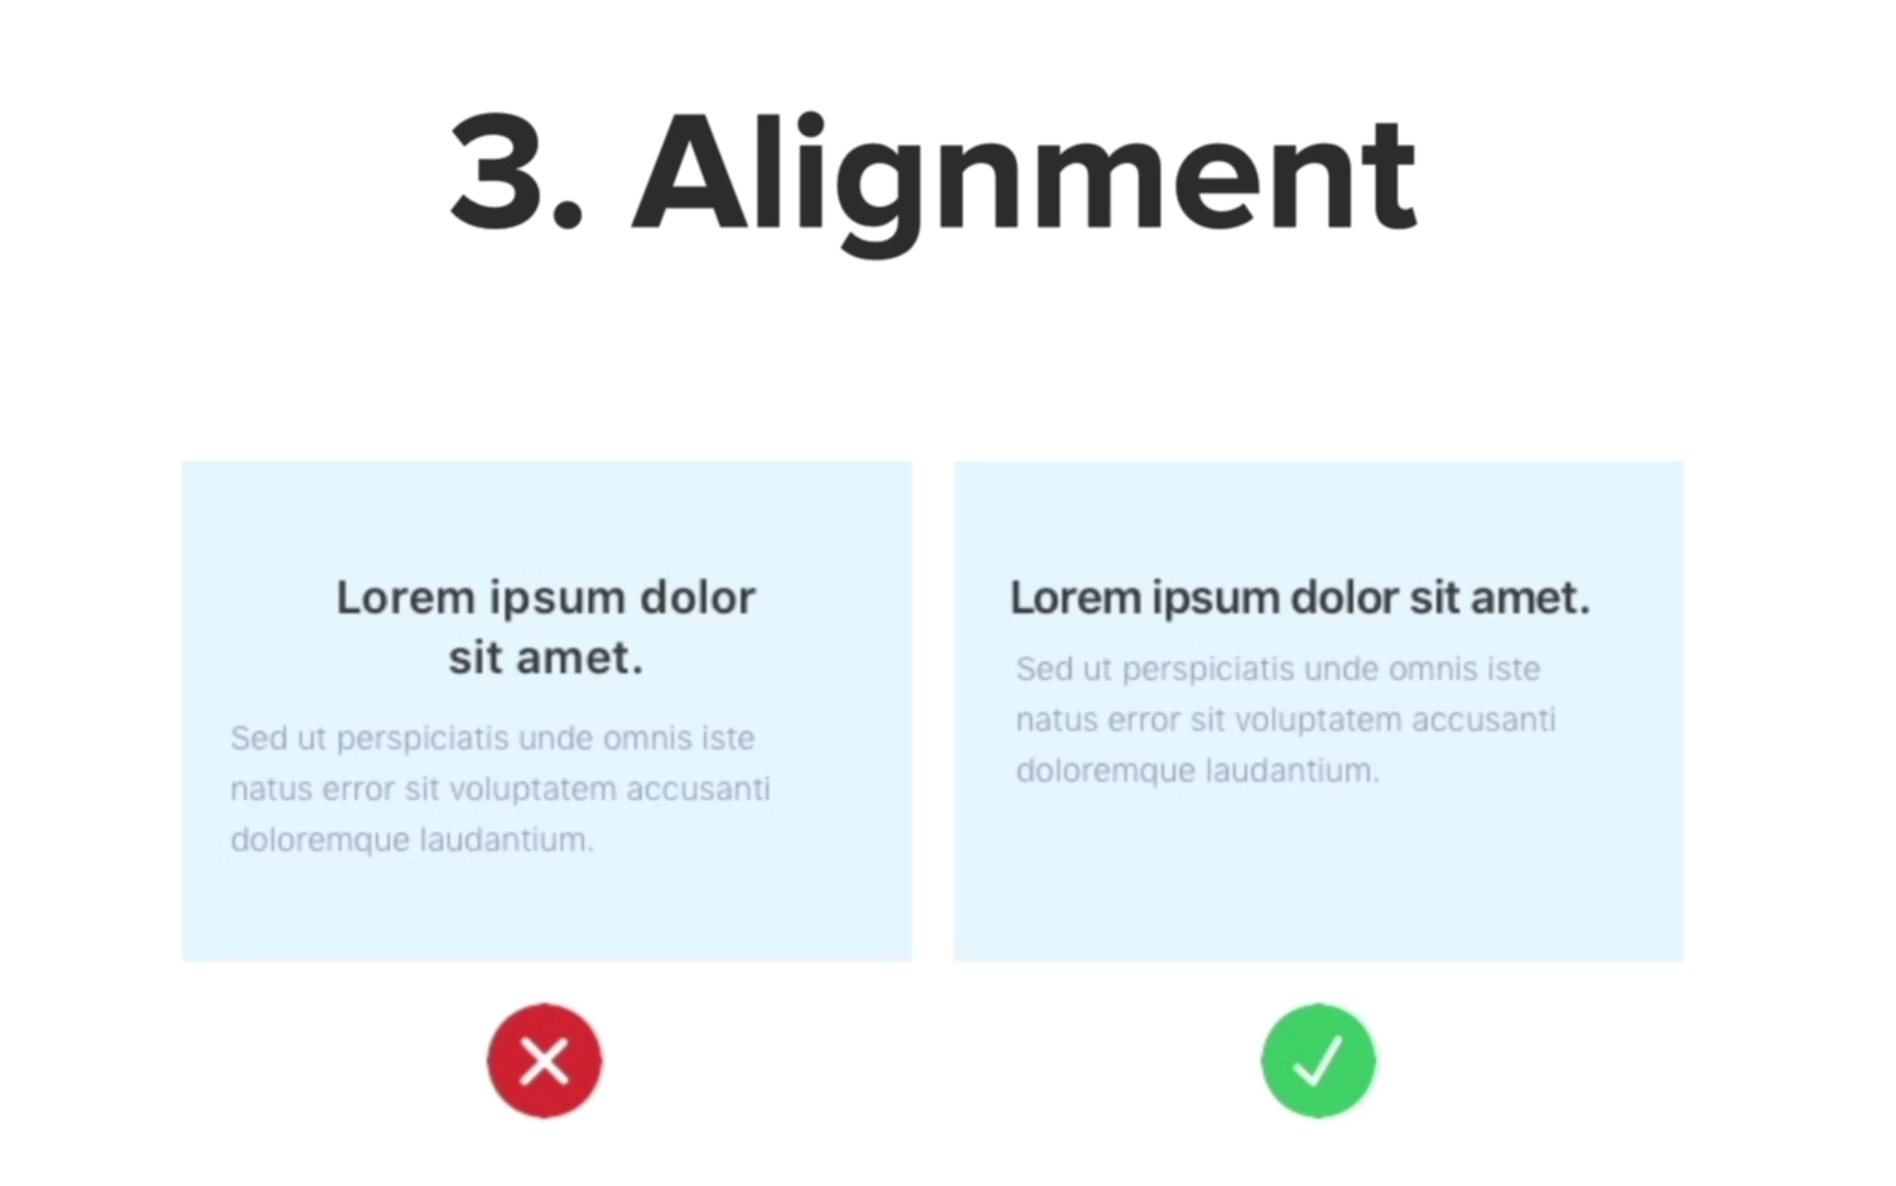 3. Alignment
Lorem ipsum dolor
sit amet.
Sed ut perspiciatis unde omnis iste
natus error sit voluptatem accusanti
doloremque laudantium.
Lorem ipsum dolor sit amet.
Sed ut perspiciatis unde omnis iste
natus error sit voluptatem accusanti
doloremque laudantium.